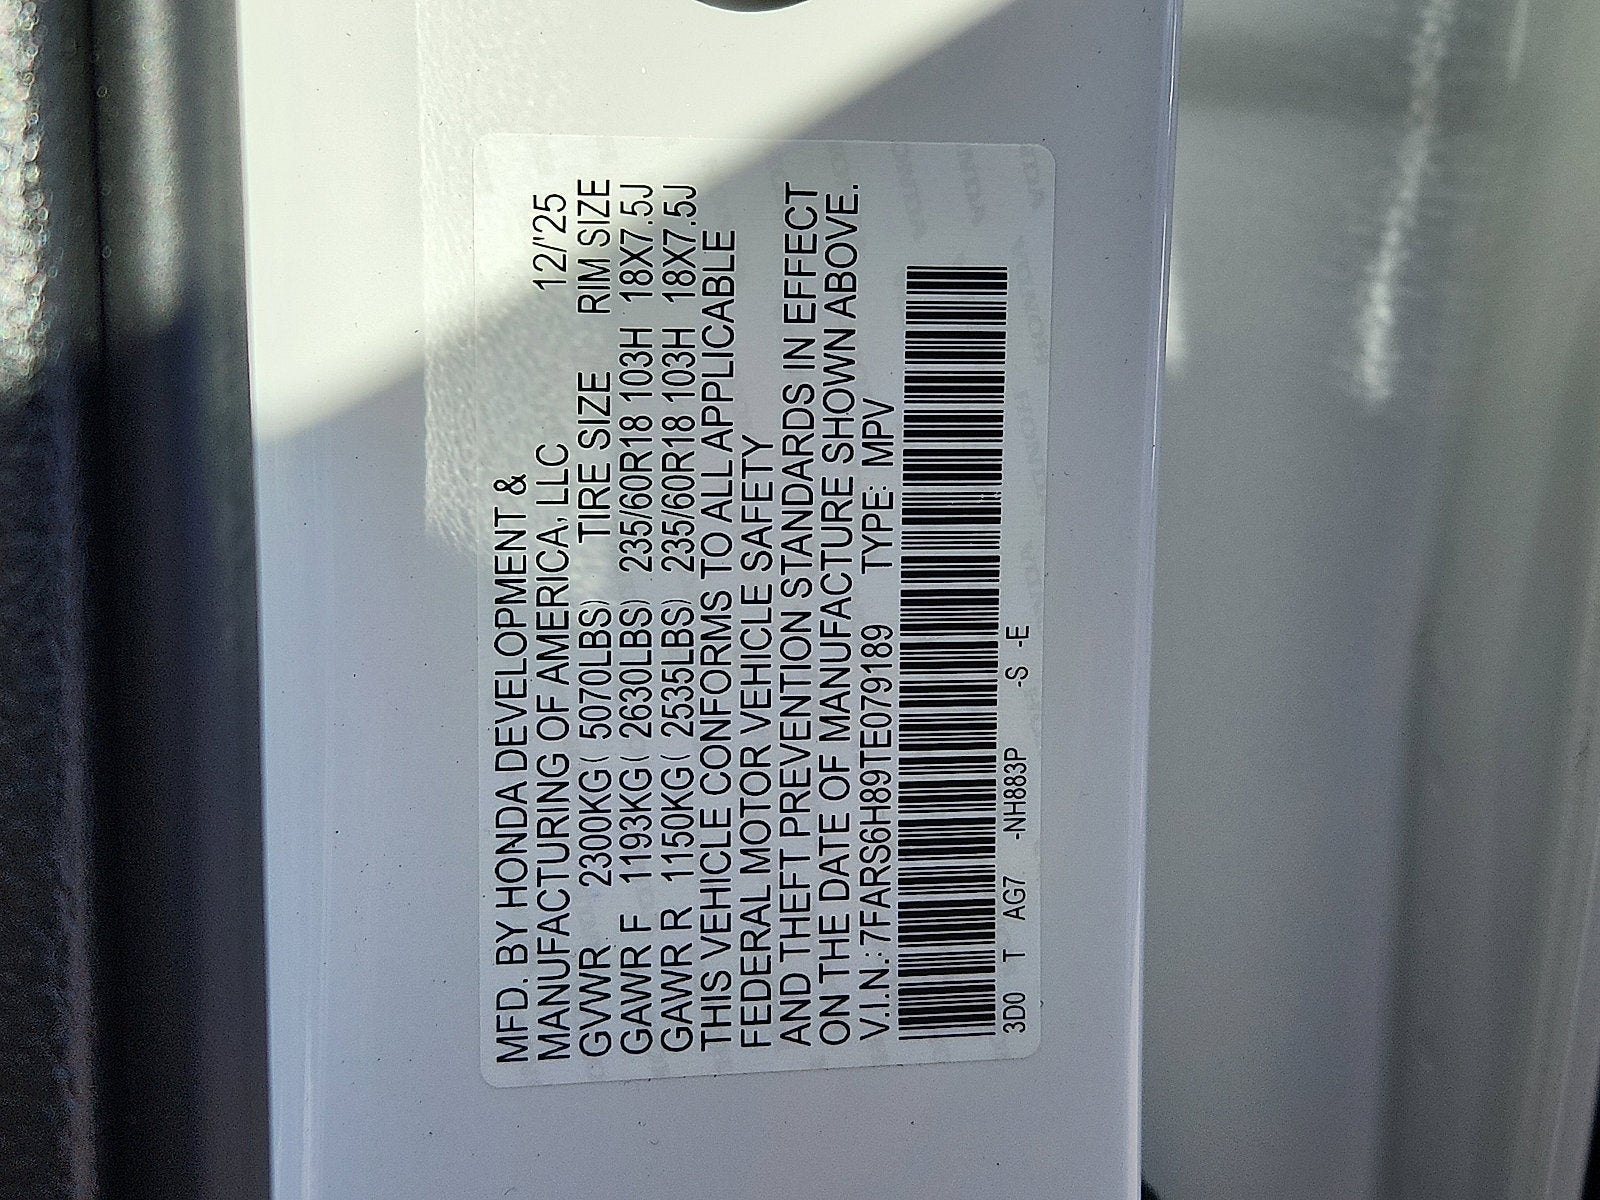 MFD. BY HONDA DEVELOPMENT &
MANUFACTURING OF AMERICA, LLC 12/'25
GVWR 2300KG( 5070LBS) TIRE SIZE RIM SIZE
GAWR F 1193KG( 2630LBS) 235/60R18 103H 18X7.5J
GAWR R 1150KG( 2535LBS) 235/60R18 103H 18X7.5J
THIS VEHICLE CONFORMS TO ALL APPLICABLE
FEDERAL MOTOR VEHICLE SAFETY
AND THEFT PREVENTION STANDARDS IN EFFECT
ON THE DATE OF MANUFACTURE SHOWN ABOVE.
V.I.N.: 7FARS6H89TE079189 TYPE: MPV
3D0 T AG7 -NH883P -S -E